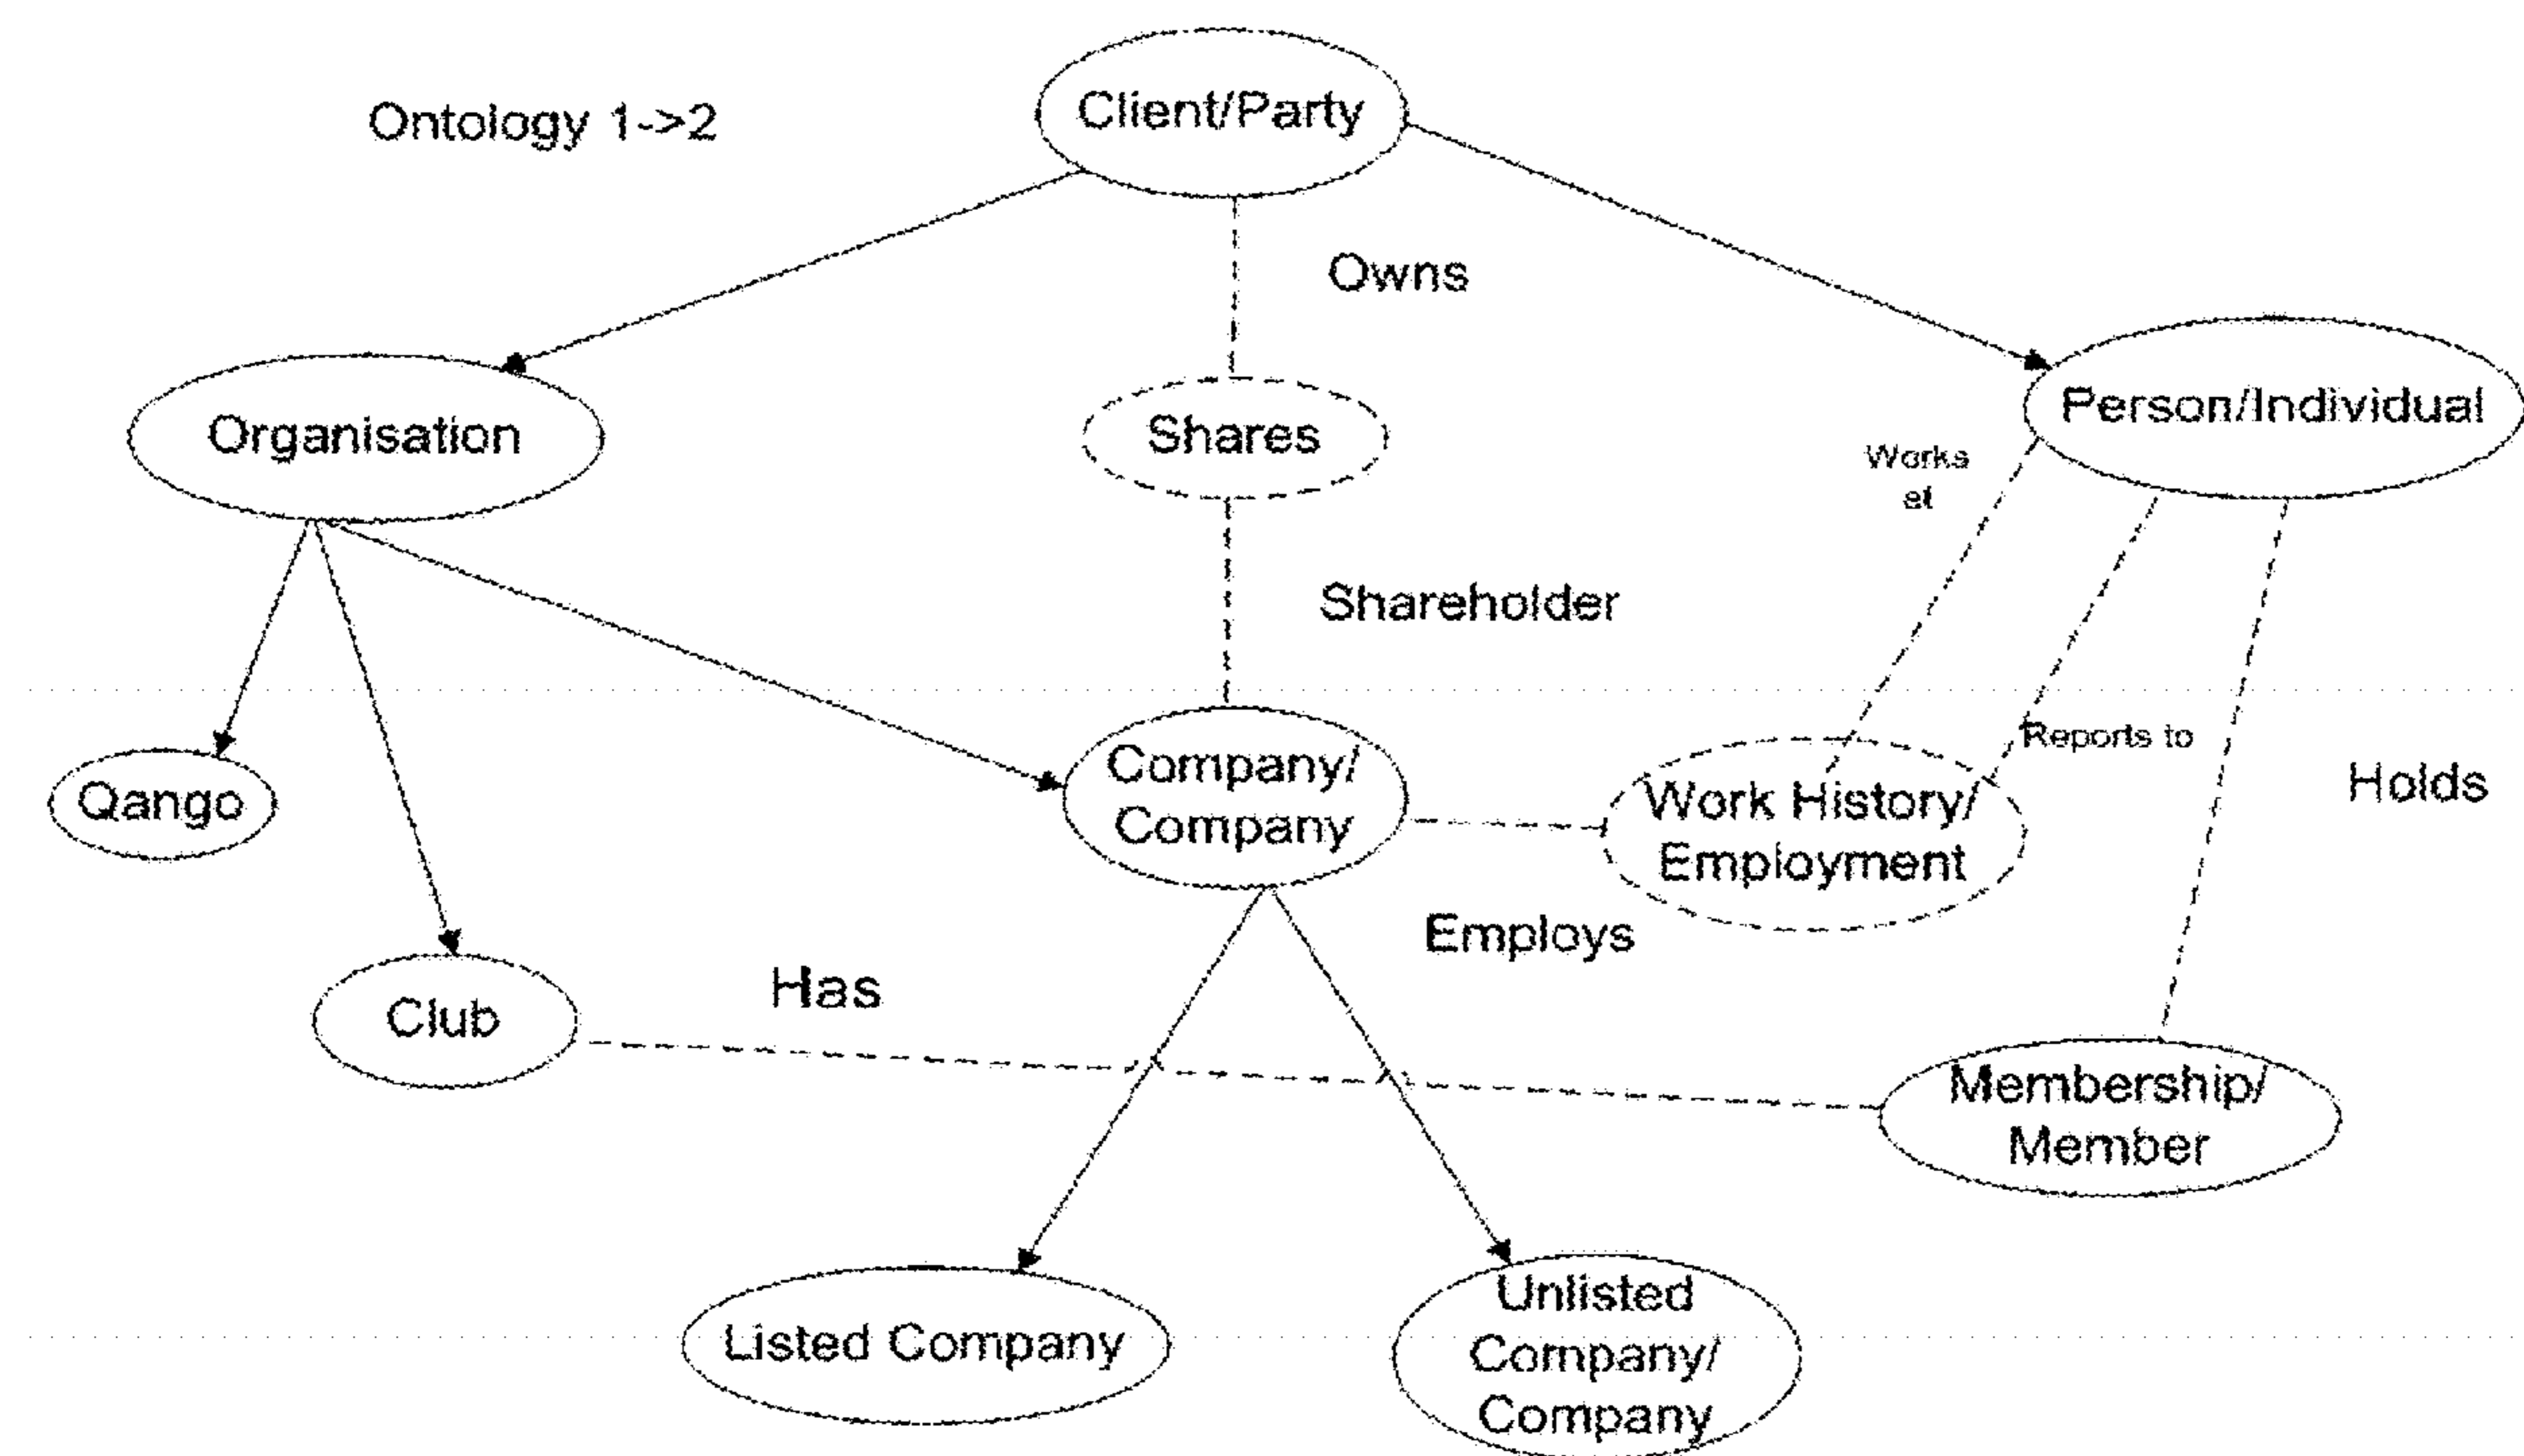 Client/Party
Ontology 1->2
Owns
Person/Individual
Organisation
Shares
Works
at
Shareholder
Reports to
Company/
Company
Holds
Qango
Work History/
Employment
Employs
Has
Club
Membership/
Member
Listed Company
Unlisted
Company/
Company